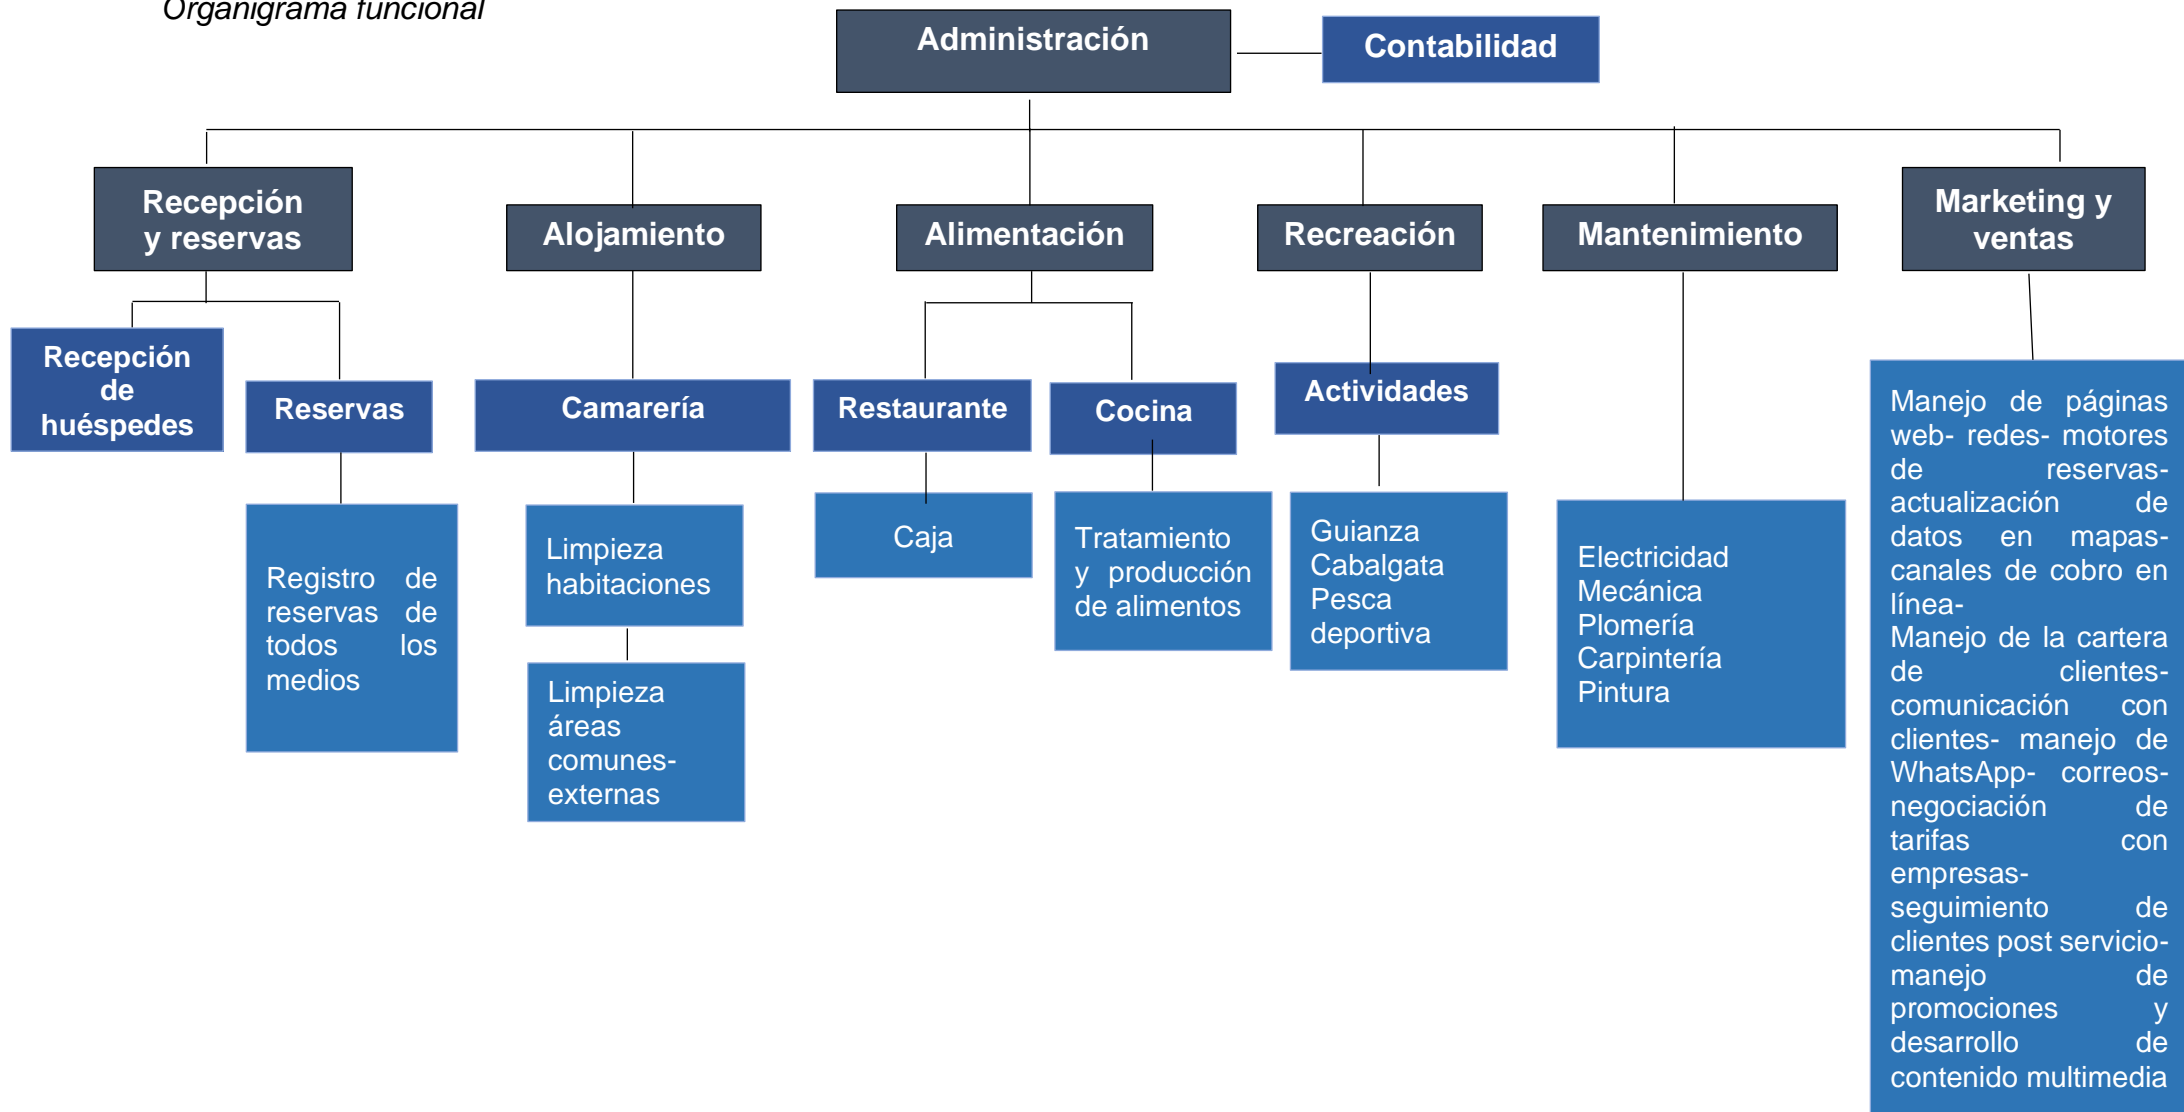 Organigrama funcional
Administración
Contabilidad
Recepción
y reservas
Alojamiento
Alimentación
Recreación
Mantenimiento
Marketing y
ventas
Recepción
de
huéspedes
Reservas
Camarería
Restaurante
Cocina
Actividades
Registro de
reservas de
todos los
medios
Limpieza
habitaciones
Limpieza
áreas
comunes-
externas
Caja
Tratamiento
y producción
de alimentos
Guianza
Cabalgata
Pesca
deportiva
Electricidad
Mecánica
Plomería
Carpintería
Pintura
Manejo de páginas
web- redes- motores
de reservas-
actualización de
datos en mapas-
canales de cobro en
línea-
Manejo de la cartera
de clientes-
comunicación con
clientes- manejo de
WhatsApp- correos-
negociación de
tarifas con
empresas-
seguimiento de
clientes post servicio-
manejo de
promociones y
desarrollo de
contenido multimedia